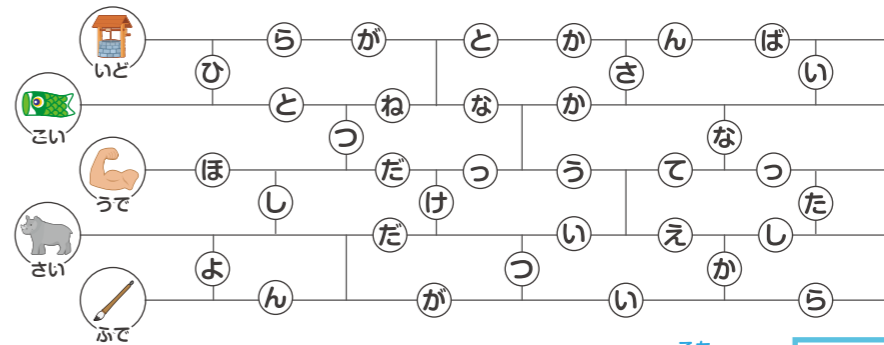 らがとかんば
いど
ひさい
とねなか
こい
つな
ほだっうてっ
うで
しけた
だいえし
さい
よつか
んがいら
ふで